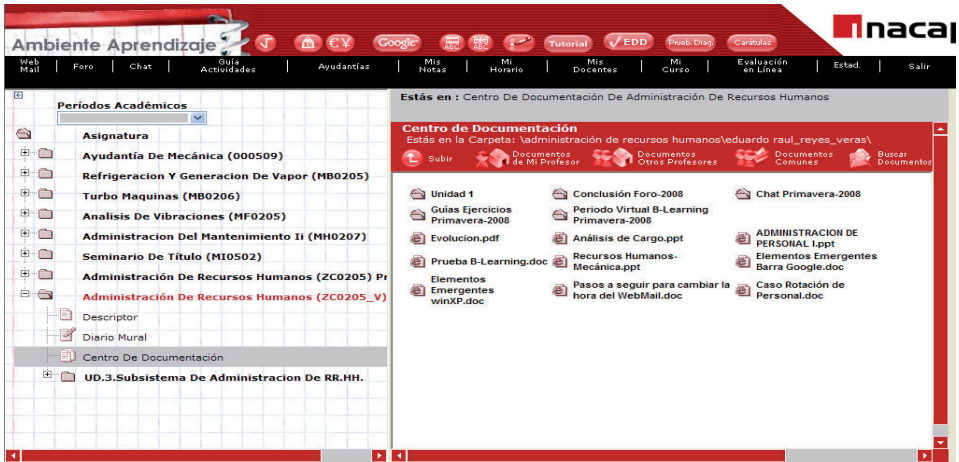 Ambiente Aprendizaje
€¥
Google
ABC
ABC
Tutorial
EDD
Prueb. Diag.
Carátulas
Inacap
Web Mail
Foro
Chat
Guía Actividades
Ayudantías
Mis Notas
Mi Horario
Mis Docentes
Mi Curso
Evaluación en Línea
Estad.
Salir
Períodos Académicos
Asignatura
Ayudantía De Mecánica (000509)
Refrigeracion Y Generacion De Vapor (MB0205)
Turbo Maquinas (MB0206)
Analisis De Vibraciones (MF0205)
Administracion Del Mantenimiento Ii (MH0207)
Seminario De Título (MI0502)
Administración De Recursos Humanos (ZC0205) Pr
Administración De Recursos Humanos (ZC0205_V)
Descriptor
Diario Mural
Centro De Documentación
UD.3.Subsistema De Administracion De RR.HH.
Estás en : Centro De Documentación De Administración De Recursos Humanos
Centro de Documentación
Estás en la Carpeta: \administración de recursos humanos\eduardo raul_reyes_veras\
Subir
Documentos
de Mi Profesor
Documentos
Otros Profesores
Documentos
Comunes
Buscar
Documentos
Unidad 1
Conclusión Foro-2008
Chat Primavera-2008
Guías Ejercicios
Primavera-2008
Periodo Virtual B-Learning
Primavera-2008
Evolucion.pdf
Análisis de Cargo.ppt
ADMINISTRACION DE
PERSONAL I.ppt
Prueba B-Learning.doc
Recursos Humanos-
Mecánica.ppt
Elementos Emergentes
Barra Google.doc
Elementos
Emergentes
winXP.doc
Pasos a seguir para cambiar la
hora del WebMail.doc
Caso Rotación de
Personal.doc